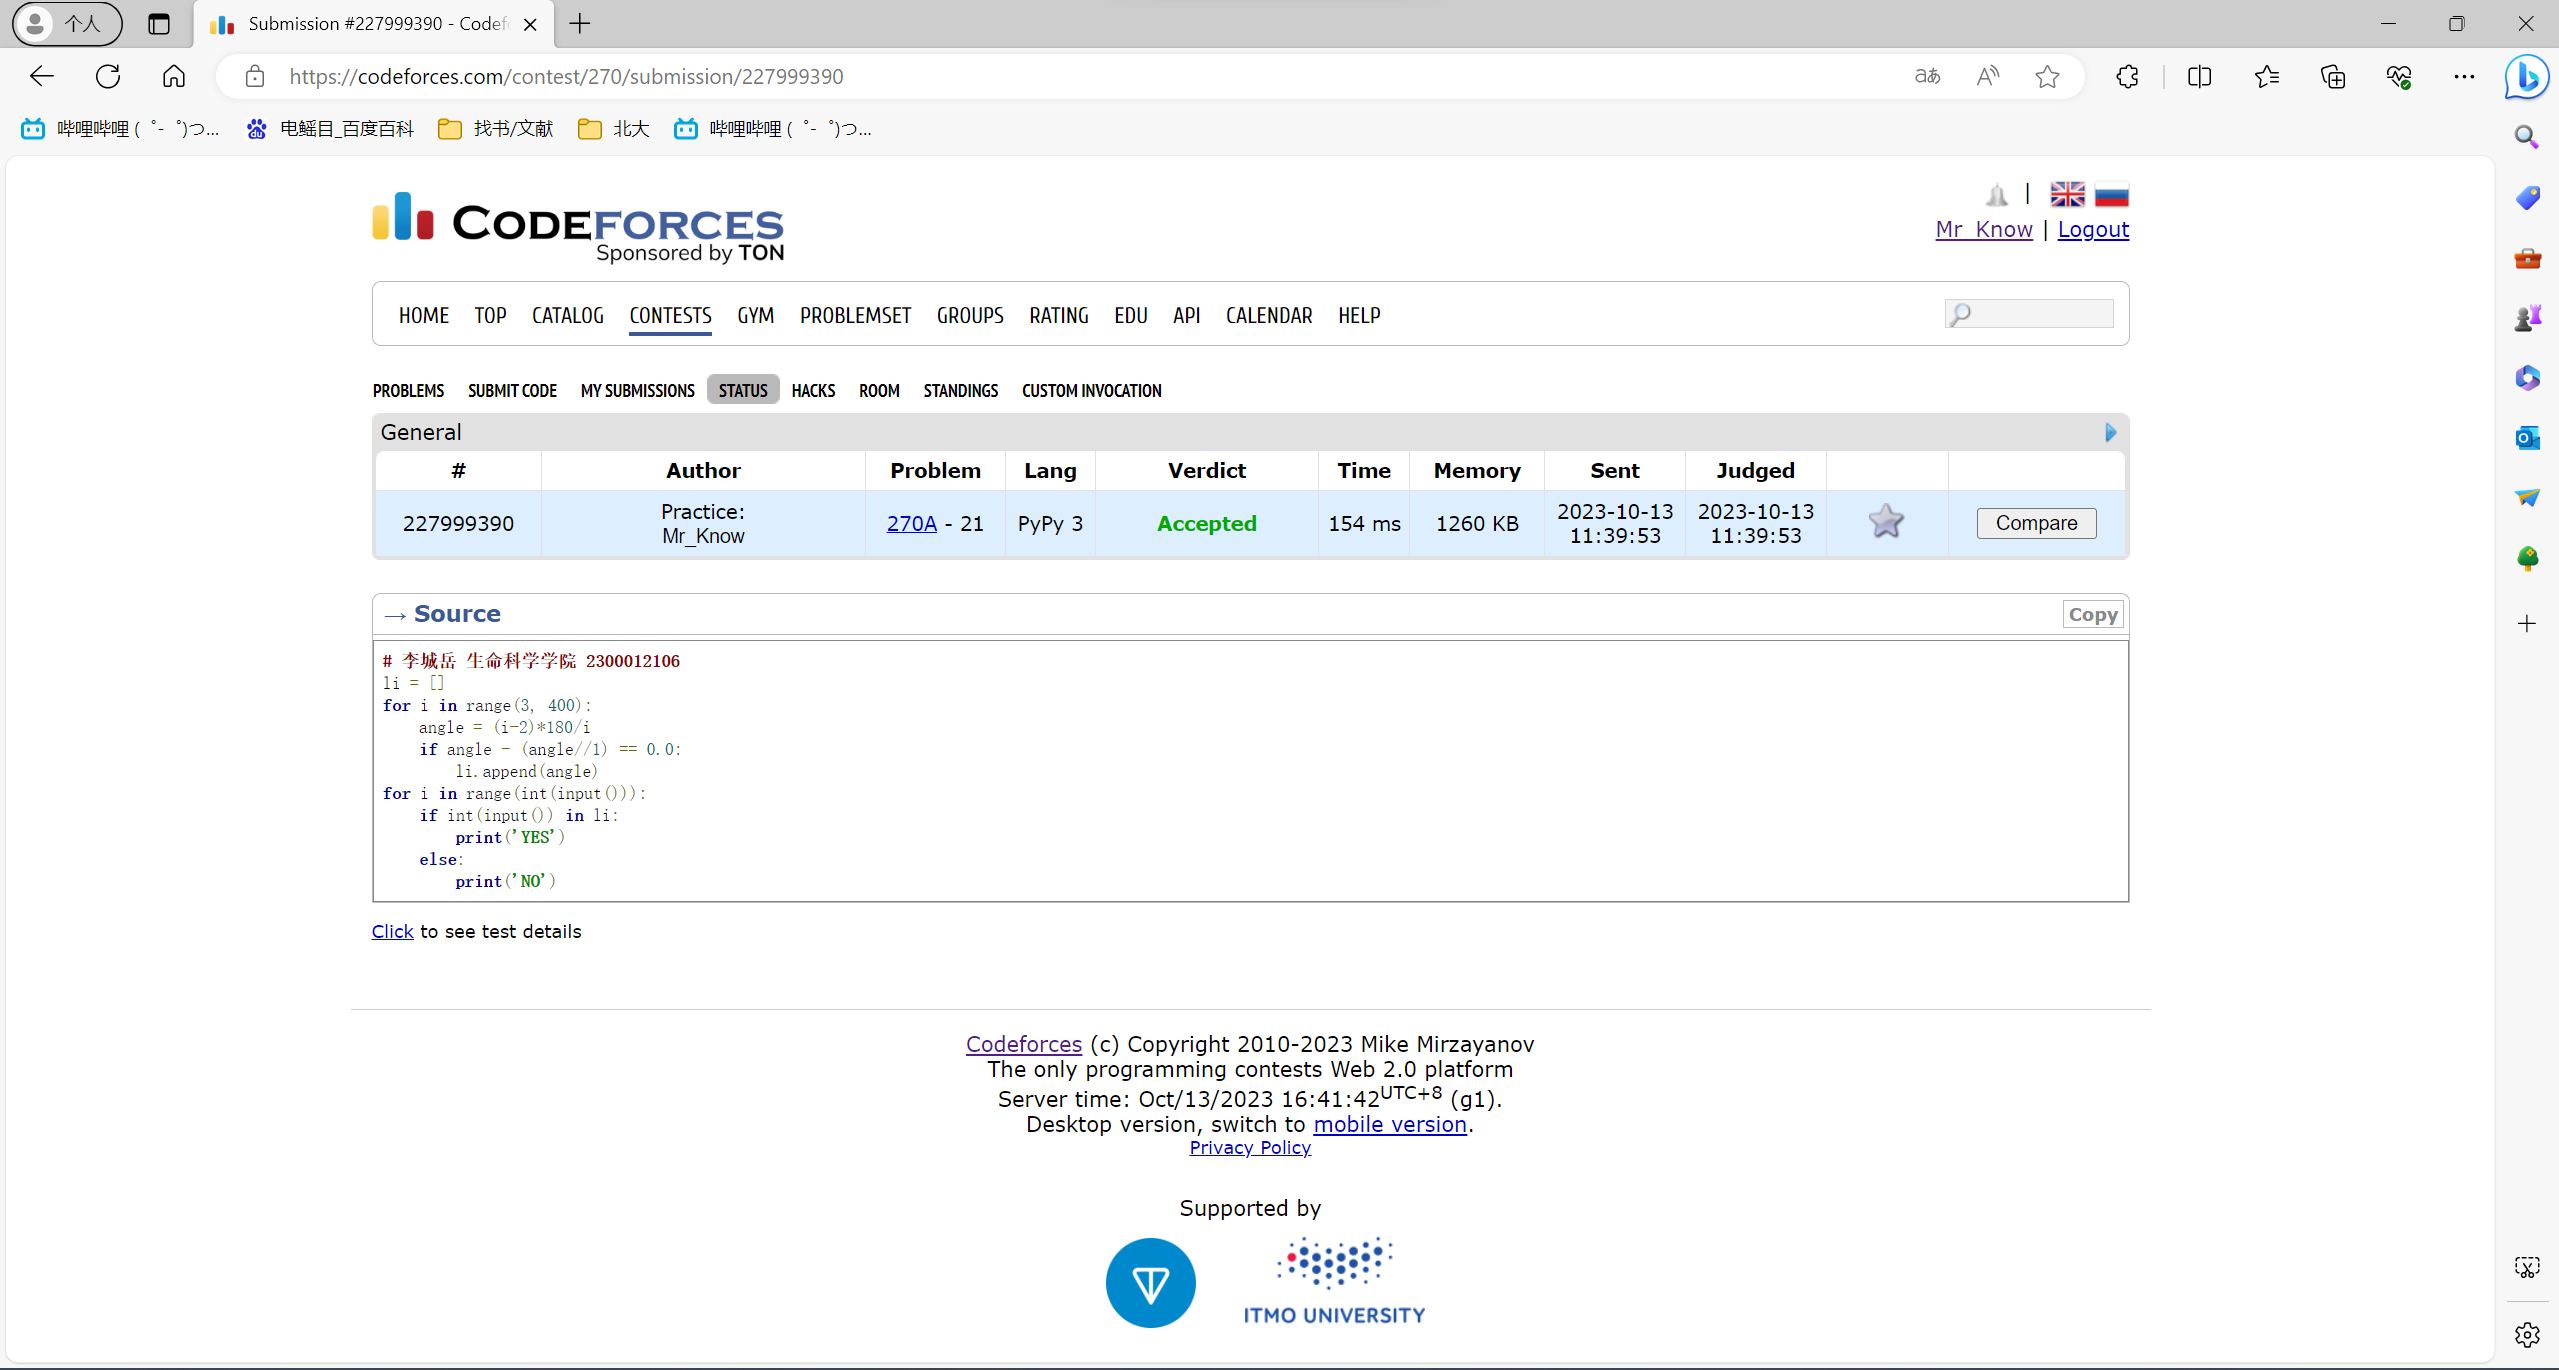 个人
Submission #227999390 - Codef
https://codeforces.com/contest/270/submission/227999390
哔哩哔哩 ( ゜- ゜)つ... 电鳐目_百度百科 找书/文献 北大 哔哩哔哩 ( ゜- ゜)つ...
CODEFORCES
Sponsored by TON
Mr_Know | Logout
HOME TOP CATALOG CONTESTS GYM PROBLEMSET GROUPS RATING EDU API CALENDAR HELP
PROBLEMS SUBMIT CODE MY SUBMISSIONS STATUS HACKS ROOM STANDINGS CUSTOM INVOCATION
General
# Author Problem Lang Verdict Time Memory Sent Judged
227999390 Practice: Mr_Know 270A - 21 PyPy 3 Accepted 154 ms 1260 KB 2023-10-13 11:39:53 2023-10-13 11:39:53 Compare
→ Source Copy
# 李城岳 生命科学学院 2300012106
li = []
for i in range(3, 400):
    angle = (i-2)*180/i
    if angle - (angle//1) == 0.0:
        li.append(angle)
for i in range(int(input())):
    if int(input()) in li:
        print('YES')
    else:
        print('NO')
Click to see test details
Codeforces (c) Copyright 2010-2023 Mike Mirzayanov
The only programming contests Web 2.0 platform
Server time: Oct/13/2023 16:41:42UTC+8 (g1).
Desktop version, switch to mobile version.
Privacy Policy
Supported by
ITMO UNIVERSITY